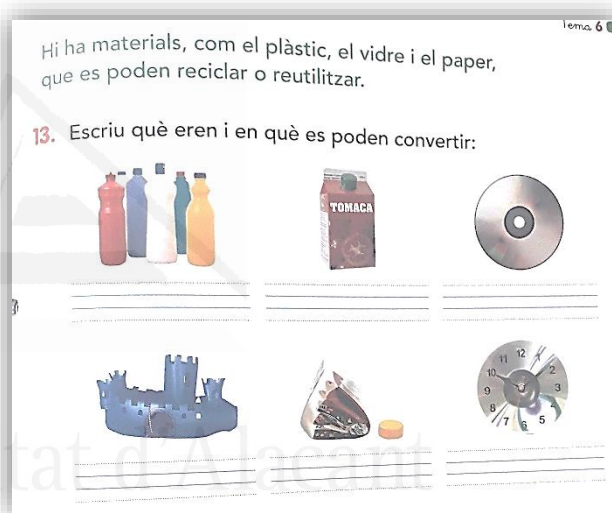 Tema 6
Hi ha materials, com el plàstic, el vidre i el paper,
que es poden reciclar o reutilitzar.
13. Escriu què eren i en què es poden convertir:
TOMACA
11 12
10 2
9 3
8
7 6 5
tat d'Alacant